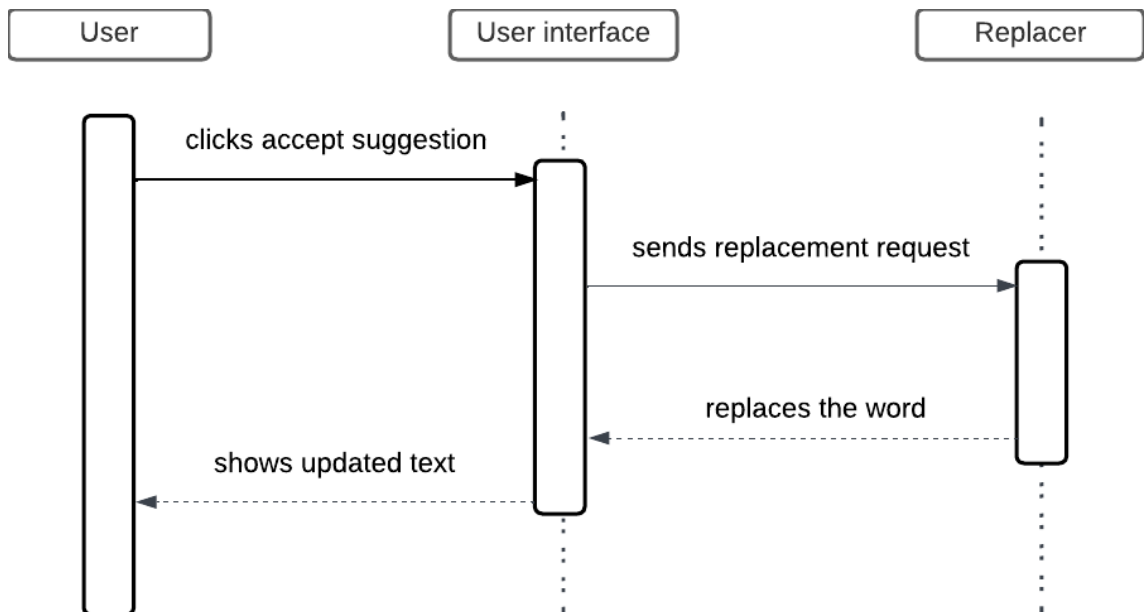 User
User interface
Replacer
clicks accept suggestion
sends replacement request
replaces the word
shows updated text